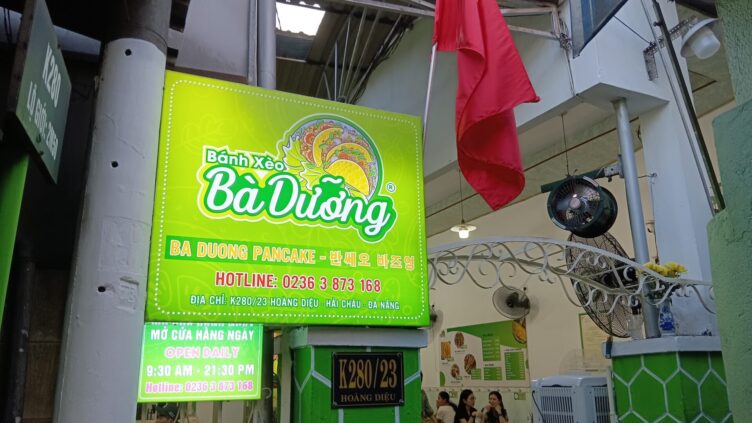 K280
Bánh Xèo
Bà Dưỡng
®
BA DUONG PANCAKE - 반쎄오 바즈엉
HOTLINE: 0236 3 873 168
ĐỊA CHỈ: K280/23 HOÀNG DIỆU, HẢI CHÂU, ĐÀ NẴNG
MỞ CỬA HÀNG NGÀY
OPEN DAILY
9:30 AM - 21:30 PM
Hotline: 0236 3 873 168
K280/23
HOÀNG DIỆU